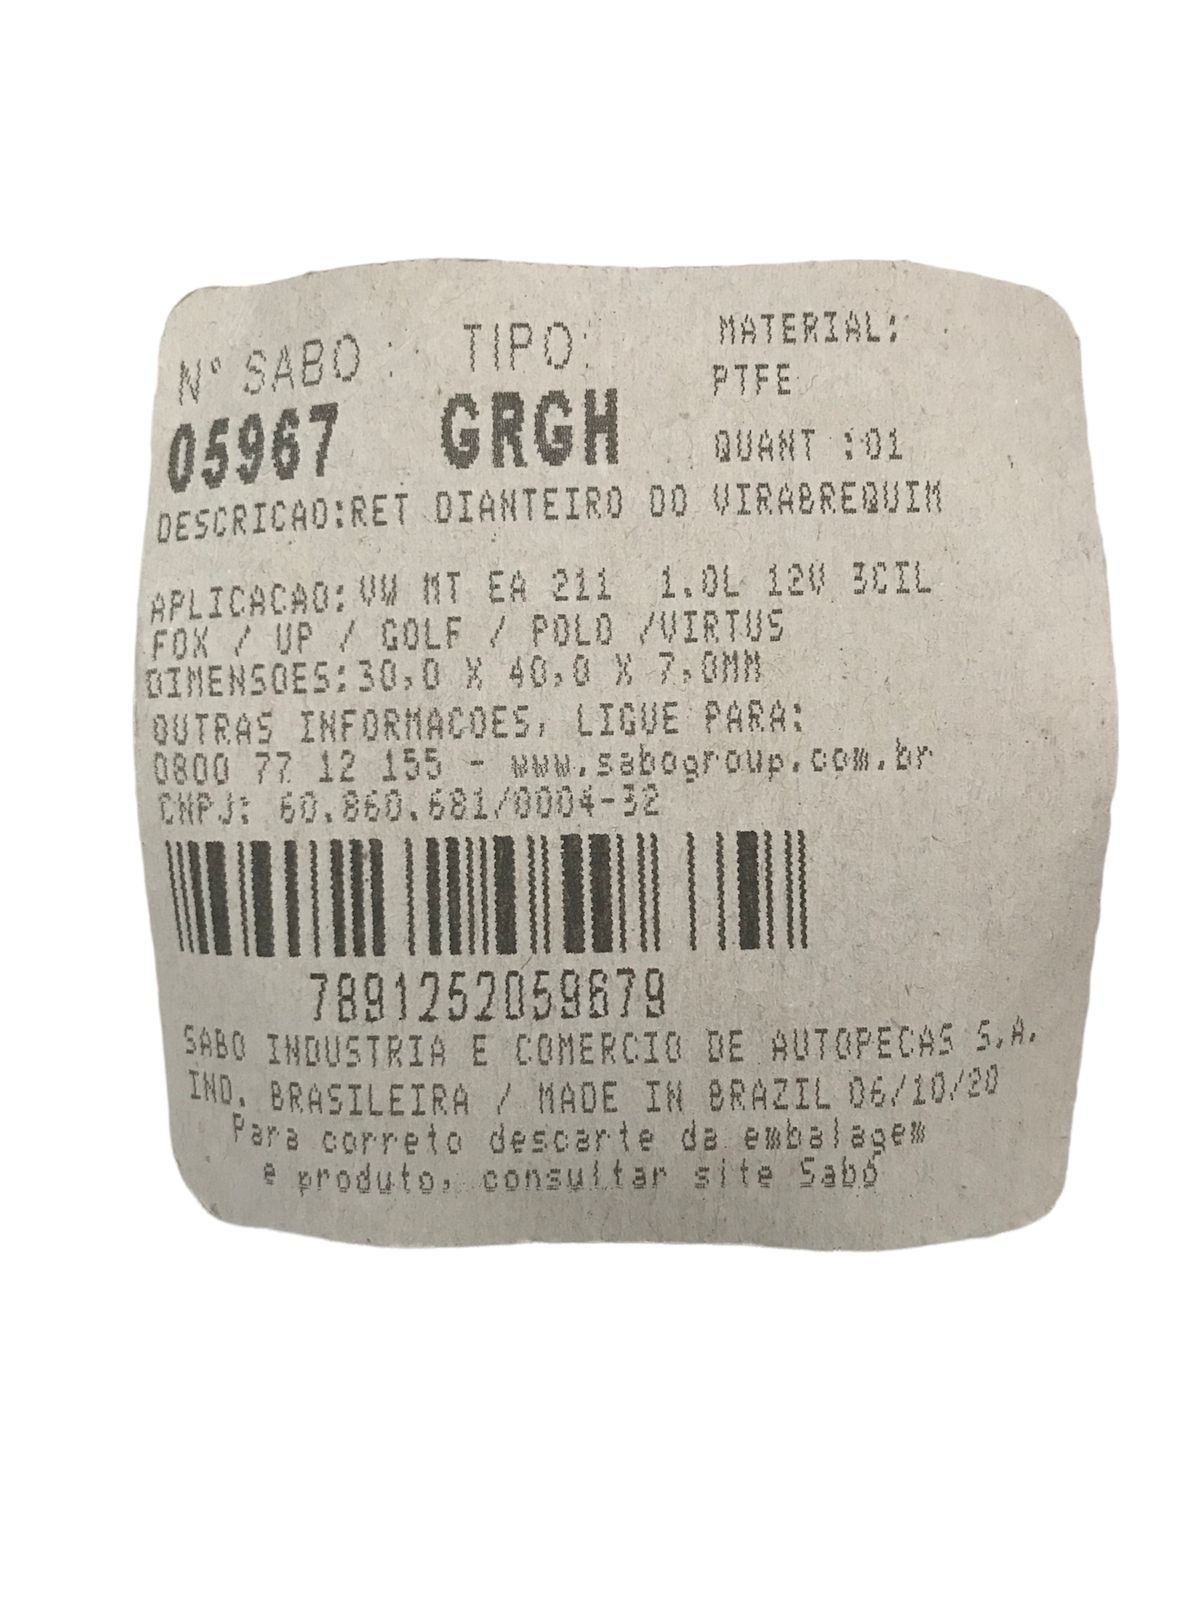 N° SABO : TIPO: MATERIAL:
PTFE
05967 GRGH
QUANT :01
DESCRICAO:RET DIANTEIRO DO VIRABREQUIM
APLICACAO:VW MT EA 211 1.0L 12V 3CIL
FOX / UP / GOLF / POLO /VIRTUS
DIMENSOES:30,0 X 40,0 X 7,0MM
OUTRAS INFORMACOES, LIGUE PARA:
0800 77 12 155 - www.sabogroup.com.br
CNPJ: 60.860.681/0004-32
7891252059679
SABO INDUSTRIA E COMERCIO DE AUTOPECAS S.A.
IND. BRASILEIRA / MADE IN BRAZIL 06/10/20
Para correto descarte da embalagem
e produto, consultar site Sabó